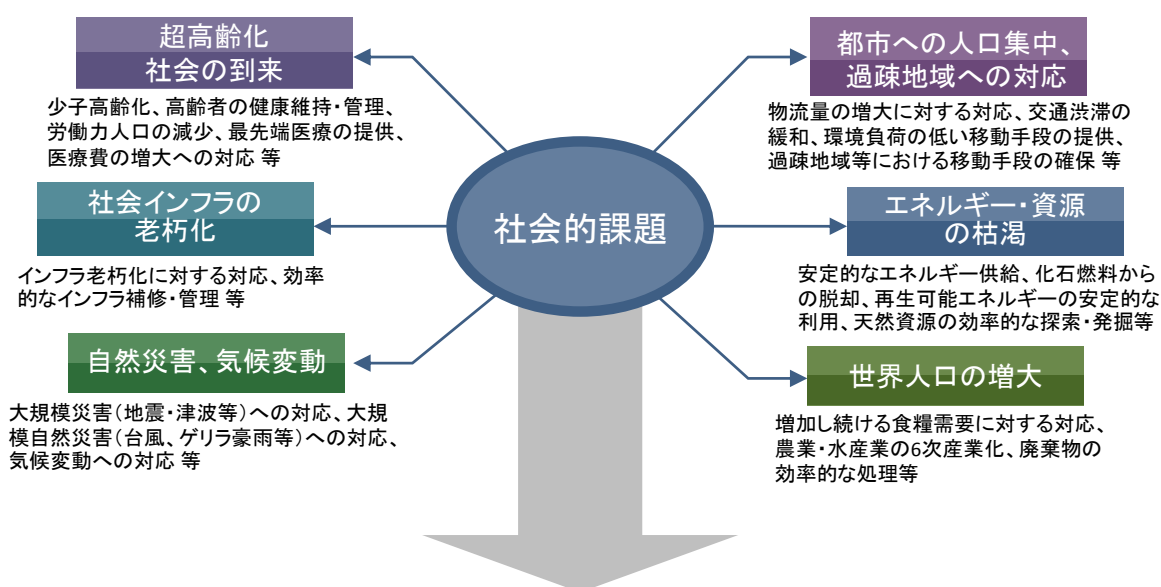 超高齢化
社会の到来
少子高齢化、高齢者の健康維持・管理、
労働力人口の減少、最先端医療の提供、
医療費の増大への対応 等
社会インフラの
老朽化
インフラ老朽化に対する対応、効率
的なインフラ補修・管理 等
自然災害、気候変動
大規模災害（地震・津波等）への対応、大規
模自然災害（台風、ゲリラ豪雨等）への対応、
気候変動への対応 等
社会的課題
都市への人口集中、
過疎地域への対応
物流量の増大に対する対応、交通渋滞の
緩和、環境負荷の低い移動手段の提供、
過疎地域等における移動手段の確保 等
エネルギー・資源
の枯渇
安定的なエネルギー供給、化石燃料から
の脱却、再生可能エネルギーの安定的な
利用、天然資源の効率的な探索・発掘等
世界人口の増大
増加し続ける食糧需要に対する対応、
農業・水産業の6次産業化、廃棄物の
効率的な処理等